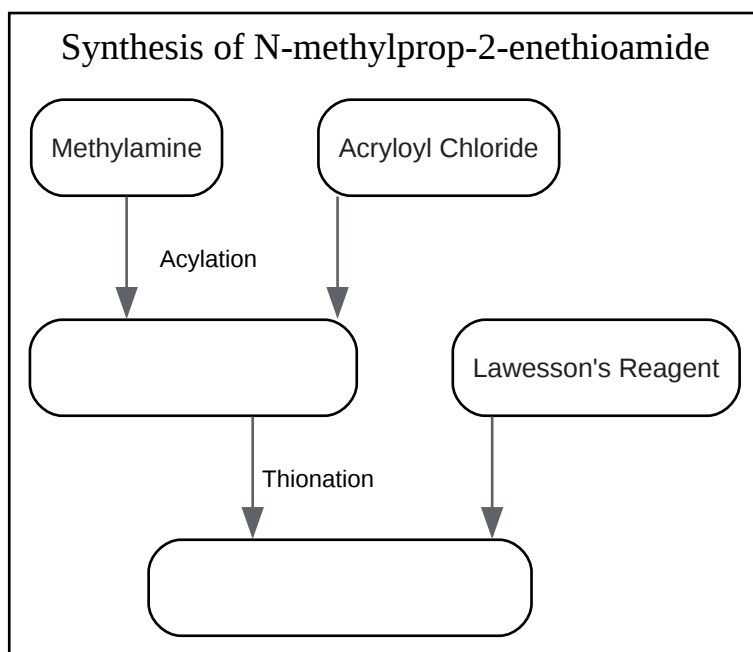 Synthesis of N-methylprop-2-enethioamide
Methylamine
Acryloyl Chloride
Acylation
Lawesson's Reagent
Thionation